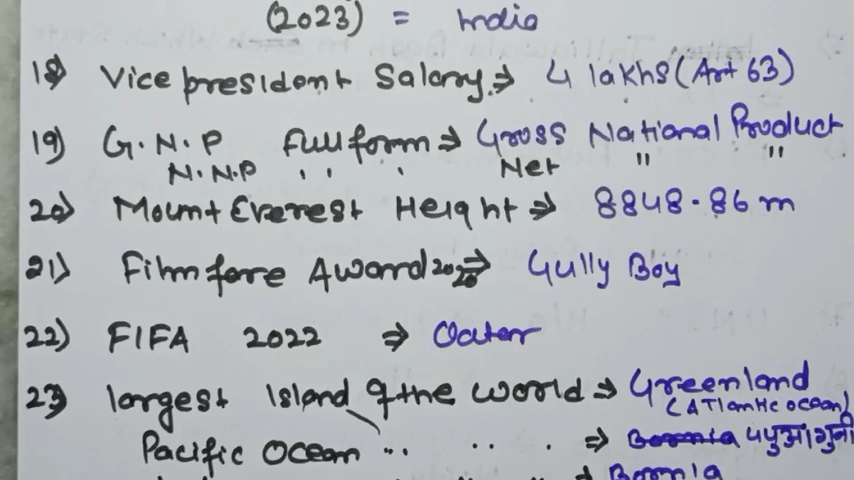 (2023) = India
18) Vice president Salary ⇒ 4 lakhs (Art 63)
19) G.N.P Full form ⇒ Gross National Product
N.N.P " " Net " "
20) Mount Everest Height ⇒ 8848.86 m
21) Filmfare Award 2020 ⇒ Gully Boy
22) FIFA 2022 ⇒ Qatar
23) largest Island of the world ⇒ Greenland
(ATlantic ocean)
Pacific Ocean ... .. . ⇒
⇒ Bornia